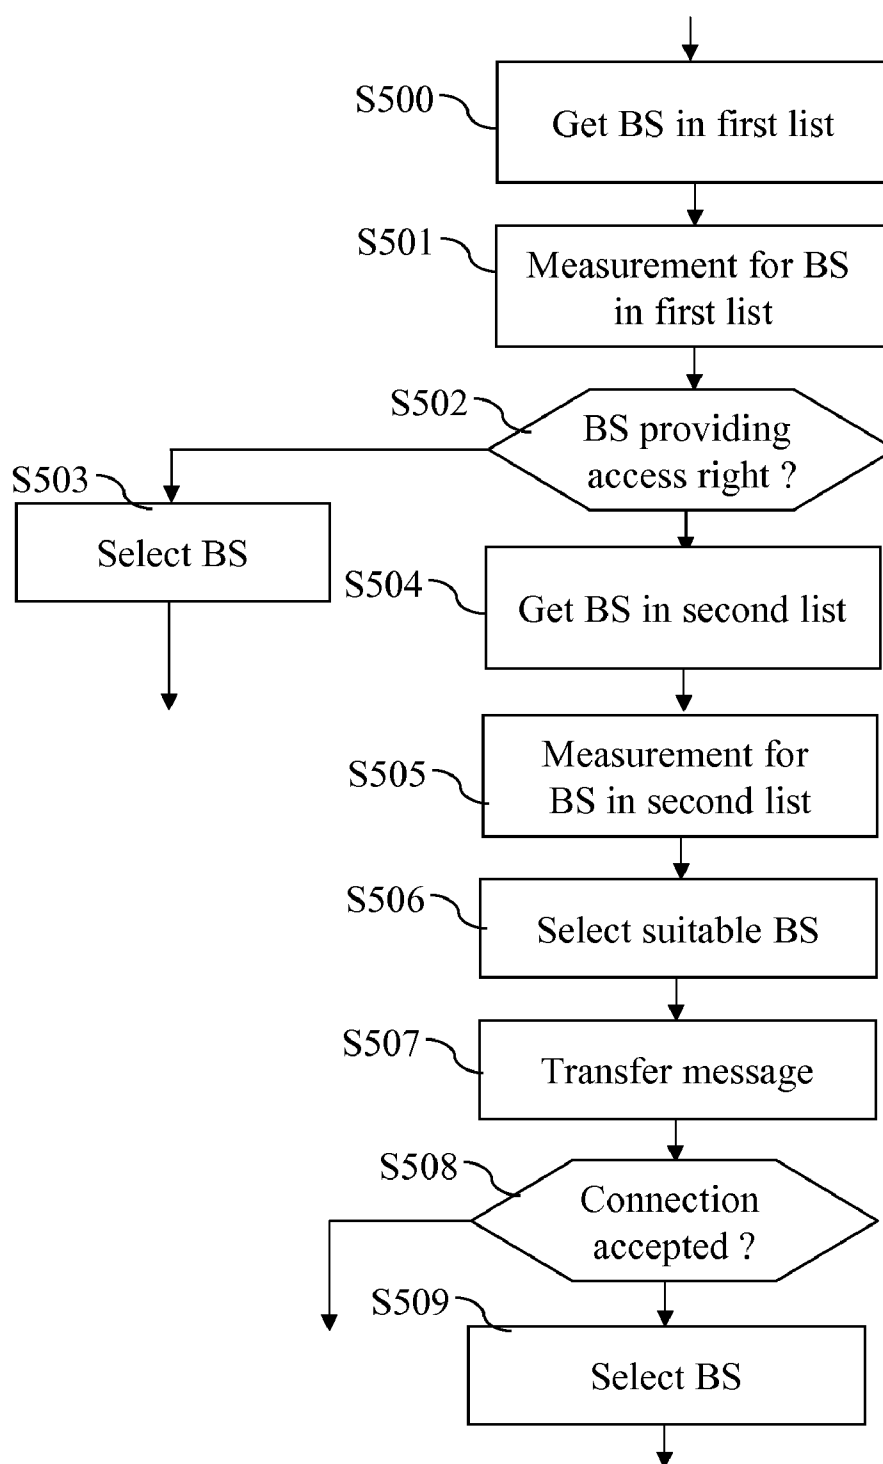 S500
Get BS in first list
S501
Measurement for BS
in first list
S502
BS providing
access right ?
S503
Select BS
S504
Get BS in second list
S505
Measurement for
BS in second list
S506
Select suitable BS
S507
Transfer message
S508
Connection
accepted ?
S509
Select BS